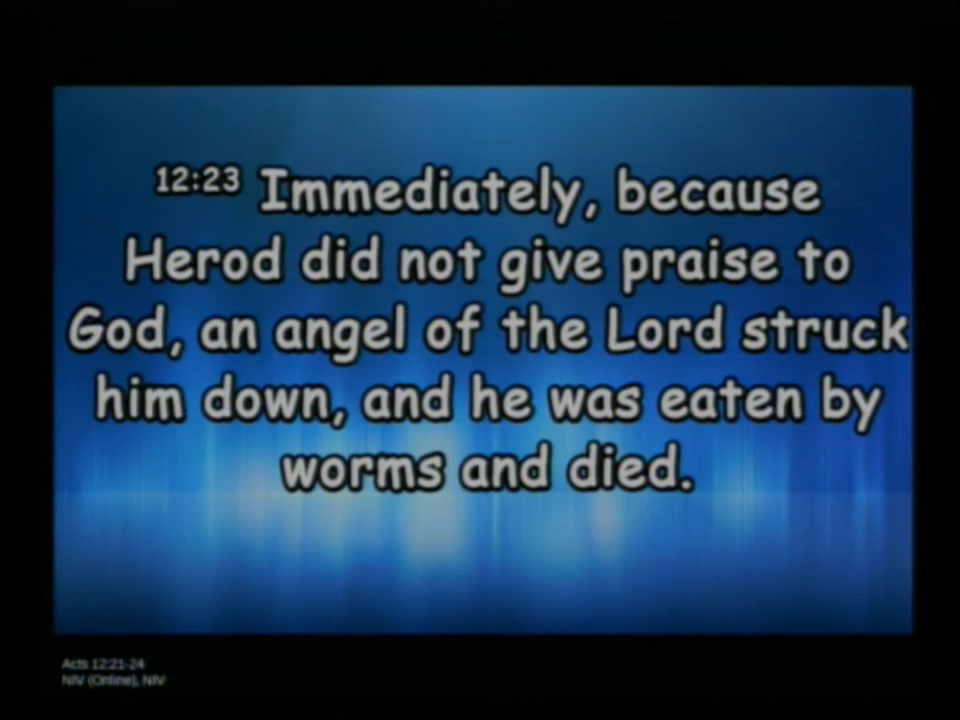 12:23 Immediately, because
Herod did not give praise to
God, an angel of the Lord struck
him down, and he was eaten by
worms and died.
Acts 12:21-24
NIV (Online), NIV